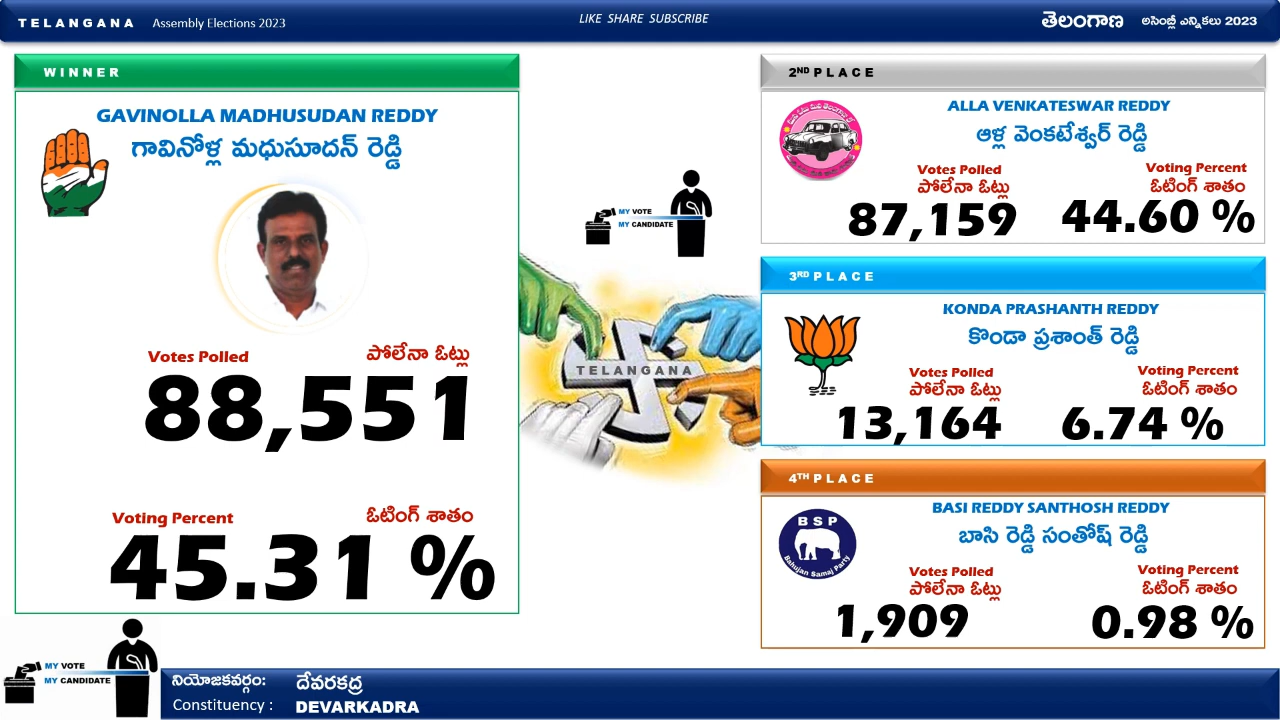 TELANGANA Assembly Elections 2023
LIKE SHARE SUBSCRIBE
తెలంగాణ అసెంబ్లీ ఎన్నికలు 2023
WINNER
GAVINOLLA MADHUSUDAN REDDY
గావినోళ్ల మధుసూదన్ రెడ్డి
Votes Polled పోలేనా ఓట్లు
88,551
Voting Percent ఓటింగ్ శాతం
45.31 %
MY VOTE
MY CANDIDATE
TELANGANA
2ND PLACE
ALLA VENKATESWAR REDDY
ఆళ్ల వెంకటేశ్వర్ రెడ్డి
Votes Polled Voting Percent
పోలేనా ఓట్లు ఓటింగ్ శాతం
87,159 44.60 %
3RD PLACE
KONDA PRASHANTH REDDY
కొండా ప్రశాంత్ రెడ్డి
Votes Polled Voting Percent
పోలేనా ఓట్లు ఓటింగ్ శాతం
13,164 6.74 %
4TH PLACE
BSP
Bahujan Samaj Party
BASI REDDY SANTHOSH REDDY
బాసి రెడ్డి సంతోష్ రెడ్డి
Votes Polled Voting Percent
పోలేనా ఓట్లు ఓటింగ్ శాతం
1,909 0.98 %
MY VOTE
MY CANDIDATE
నియోజకవర్గం: దేవరకద్ర
Constituency : DEVARKADRA